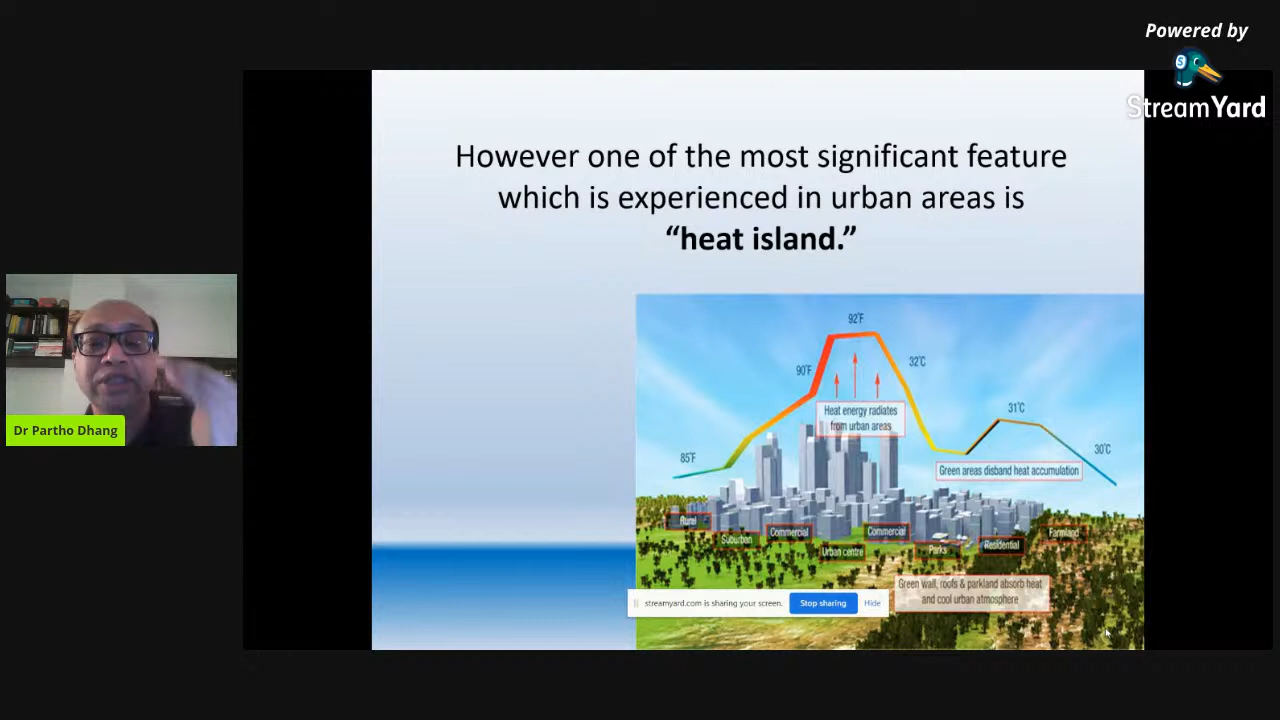 Powered by
StreamYard
However one of the most significant feature
which is experienced in urban areas is
“heat island.”
92°F
90°F
32°C
Heat energy radiates
from urban areas
31°C
85°F
30°C
Green areas disband heat accumulation
Rural
Suburban
Commercial
Urban centre
Commercial
Parks
Residential
Farmland
Green wall, roofs & parkland absorb heat
and cool urban atmosphere
streamyard.com is sharing your screen.
Stop sharing
Hide
Dr Partho Dhang